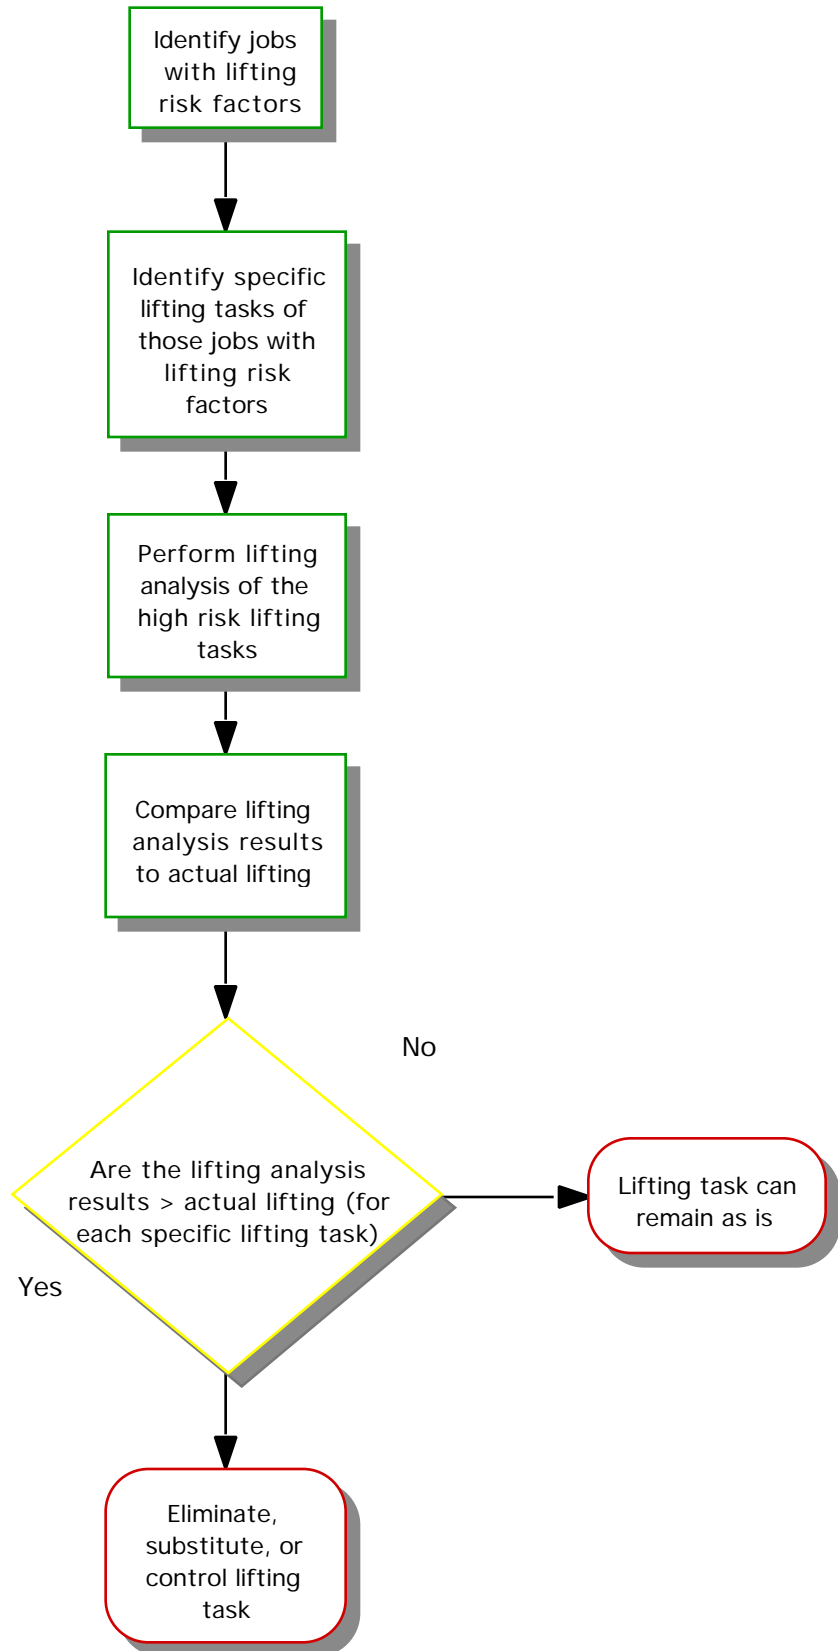 Identify jobs
with lifting
risk factors
Identify specific
lifting tasks of
those jobs with
lifting risk
factors
Perform lifting
analysis of the
high risk lifting
tasks
Compare lifting
analysis results
to actual lifting
No
Are the lifting analysis
results > actual lifting (for
each specific lifting task)
Lifting task can
remain as is
Yes
Eliminate,
substitute, or
control lifting
task